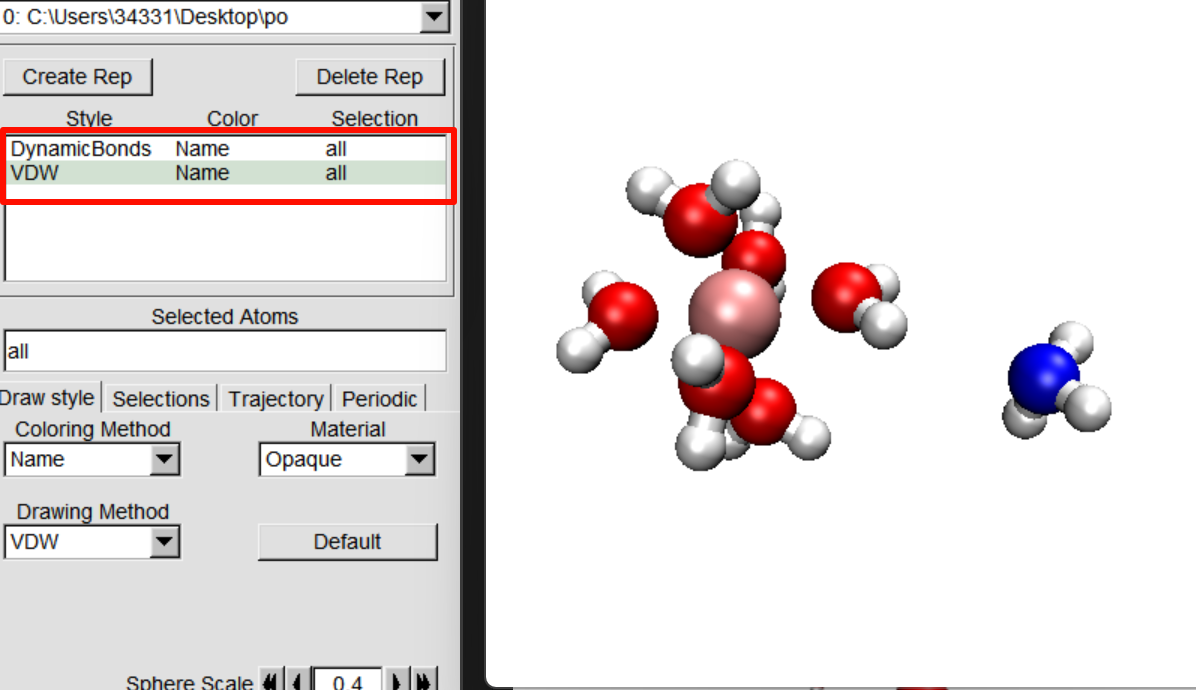 0: C:\Users\34331\Desktop\po
Create Rep Delete Rep
Style Color Selection
DynamicBonds Name all
VDW Name all
Selected Atoms
all
Draw style Selections Trajectory Periodic
Coloring Method Material
Name Opaque
Drawing Method
VDW Default
Sphere Scale 0.4